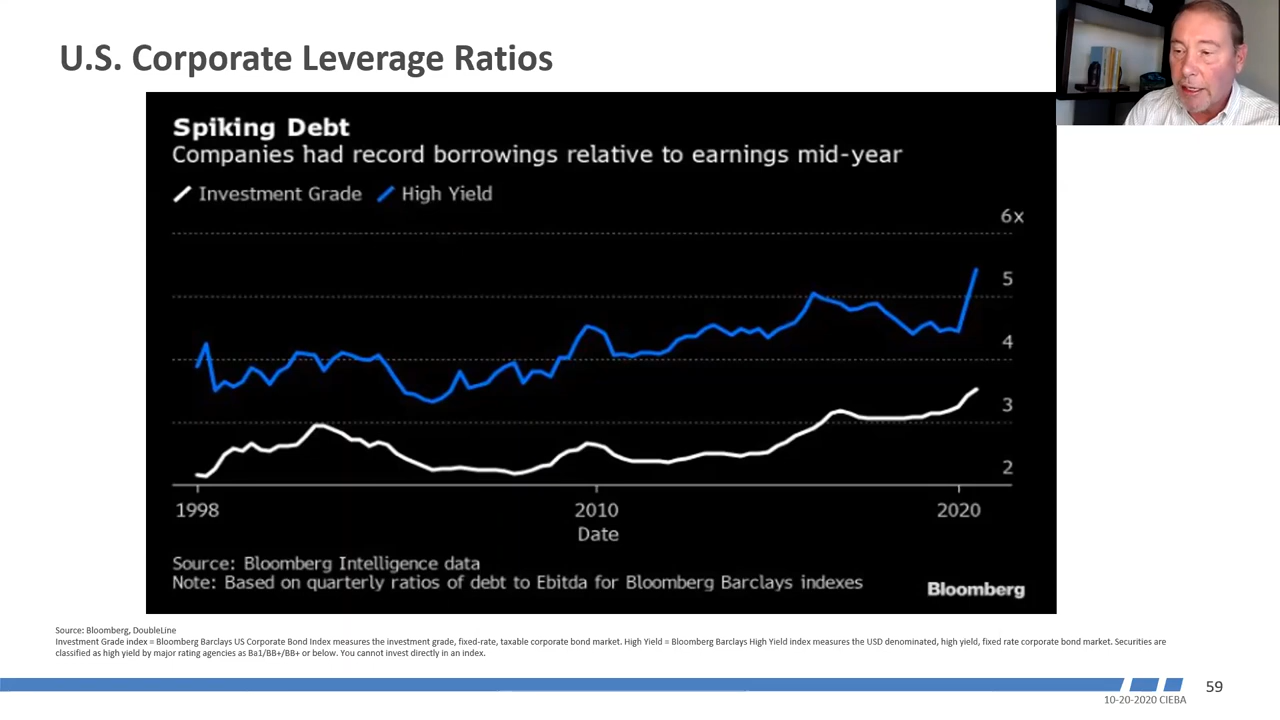 U.S. Corporate Leverage Ratios
Spiking Debt
Companies had record borrowings relative to earnings mid-year
Investment Grade High Yield
6x
5
4
3
2
1998 2010 2020
Date
Source: Bloomberg Intelligence data
Note: Based on quarterly ratios of debt to Ebitda for Bloomberg Barclays indexes
Bloomberg
Source: Bloomberg, DoubleLine
Investment Grade index = Bloomberg Barclays US Corporate Bond Index measures the investment grade, fixed-rate, taxable corporate bond market. High Yield = Bloomberg Barclays High Yield index measures the USD denominated, high yield, fixed rate corporate bond market. Securities are
classified as high yield by major rating agencies as Ba1/BB+/BB+ or below. You cannot invest directly in an index.
59
10-20-2020 CIEBA